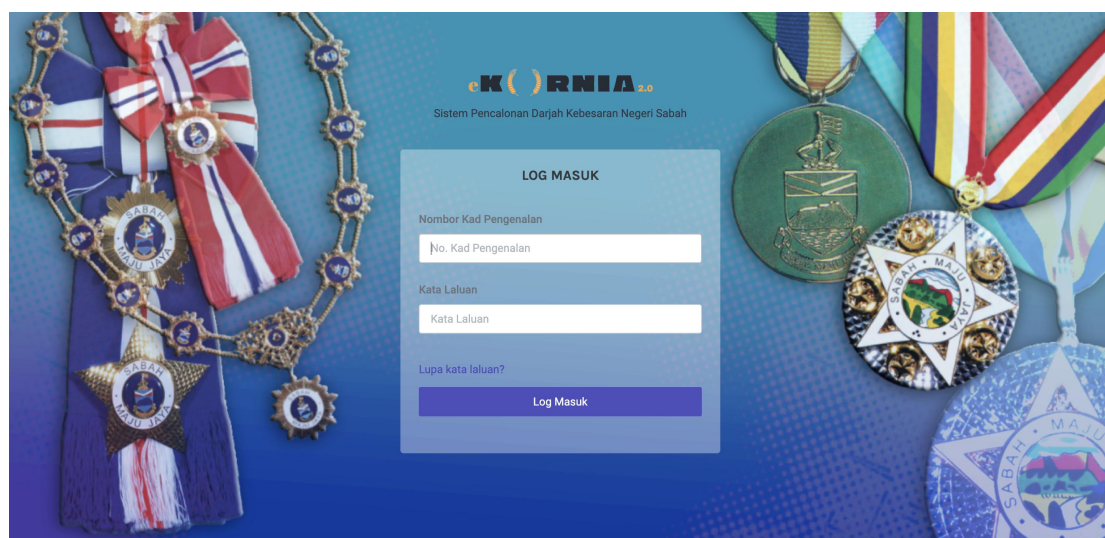 eK( )RNIA 2.0
Sistem Pencalonan Darjah Kebesaran Negeri Sabah
LOG MASUK
Nombor Kad Pengenalan
No. Kad Pengenalan
Kata Laluan
Kata Laluan
Lupa kata laluan?
Log Masuk
SABAH
MAJU JAYA
SABAH
MAJU JAYA
SABAH MAJU JAYA
SABAH MAJU